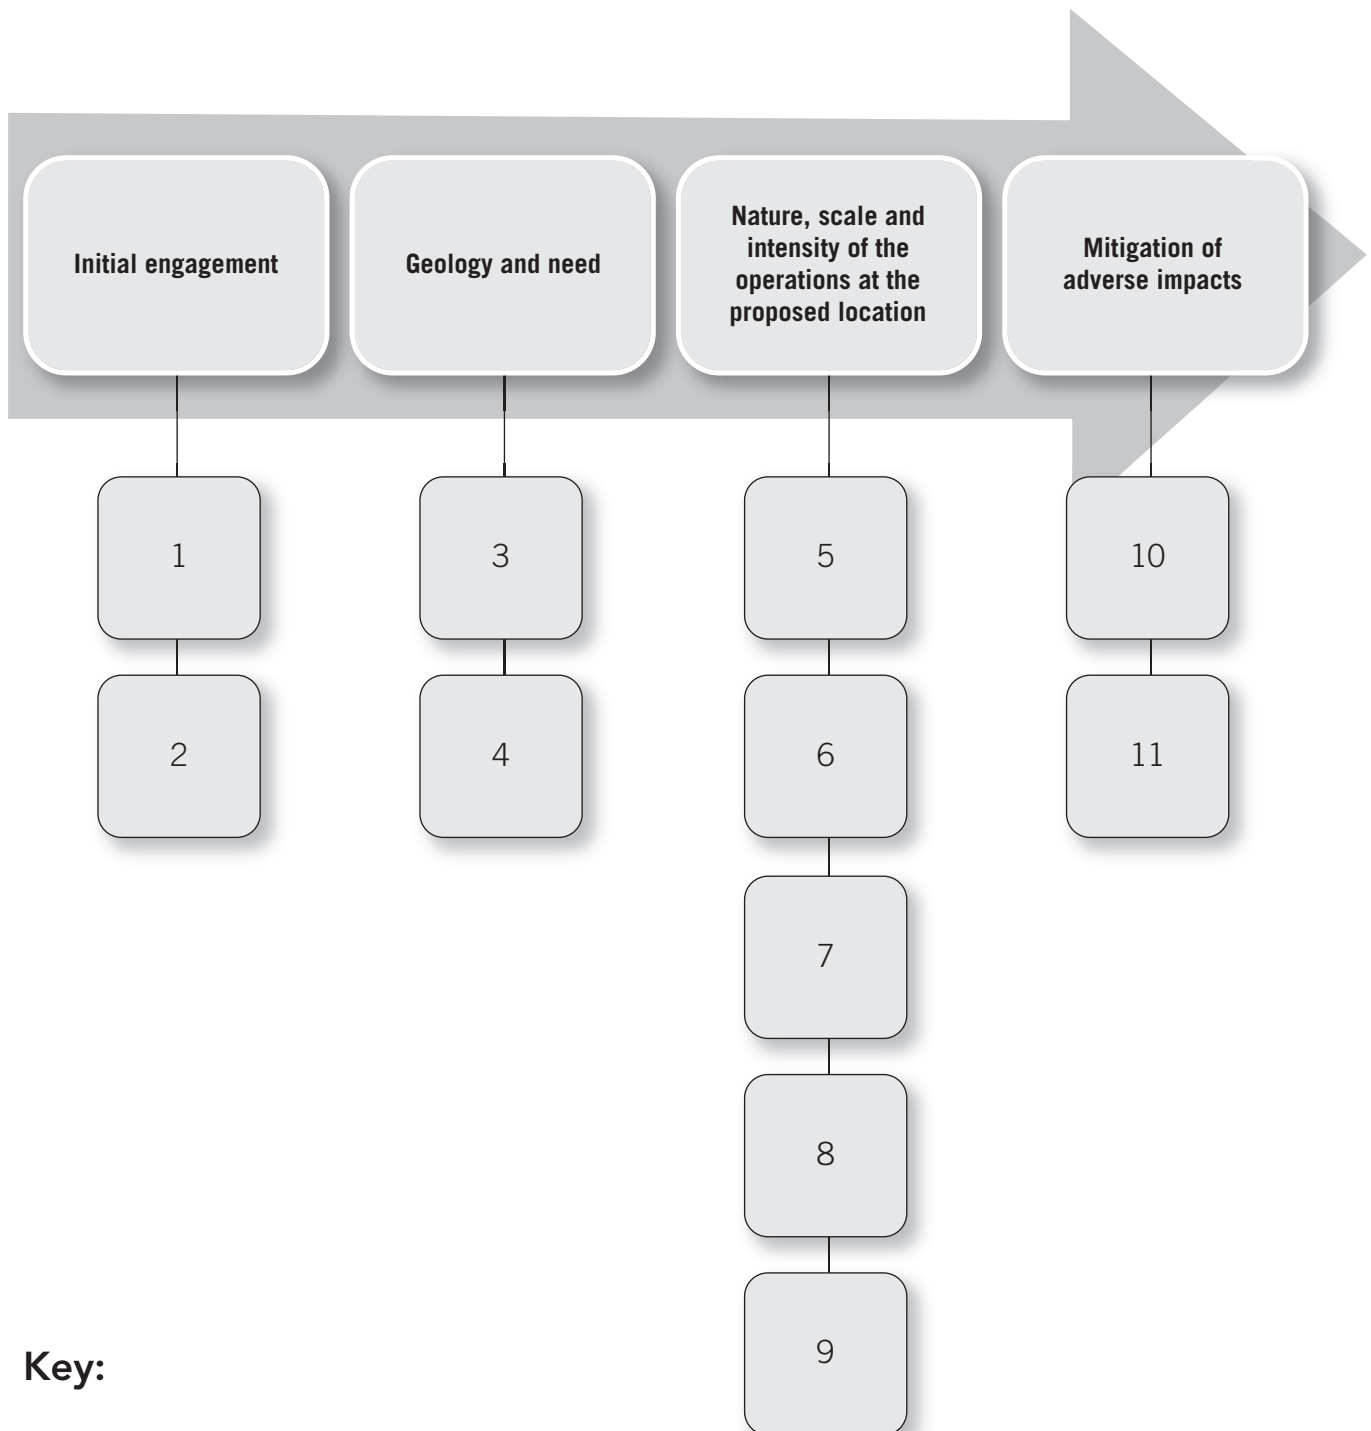 Initial engagement
Geology and need
Nature, scale and
intensity of the
operations at the
proposed location
Mitigation of
adverse impacts
1
3
5
10
2
4
6
11
7
8
9
Key: